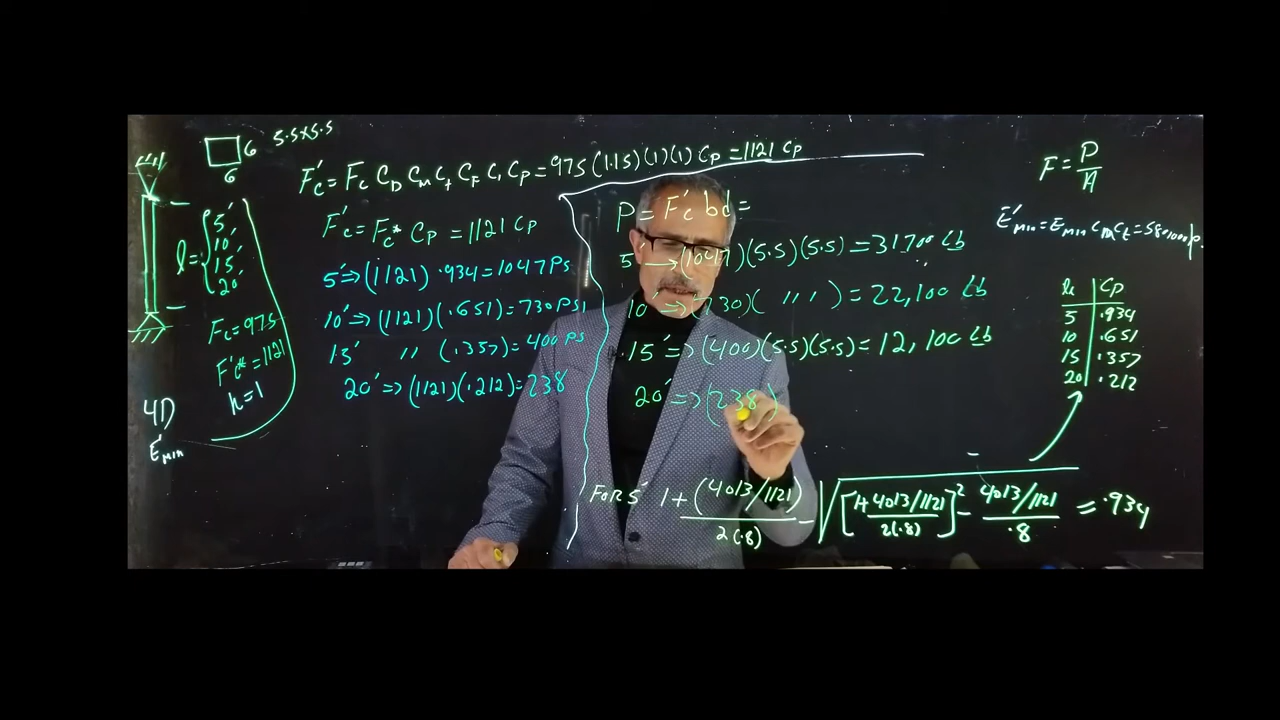 6
6
5.5x5.5
l = { 5' 10' 15' 20'
Fc = 975
F'c* = 1121
k = 1
4D
E'min
F'c = Fc CD CM Ct CF Ci CP = 975 (1.15)(1)(1) CP = 1121 CP
F'c = Fc* CP = 1121 CP
5' ⇒ (1121) .934 = 1047 PSI
10' ⇒ (1121)(.651) = 730 PSI
15' '' (.357) = 400 PSI
20' ⇒ (1121)(.212) = 238
P = F'c bd =
5' → (1047)(5.5)(5.5) = 31700 Lb
10' ⇒ (730)( ''' ) = 22,100 Lb
15' ⇒ (400)(5.5)(5.5) = 12,100 Lb
20' ⇒ (238)
F = P/A
E'min = Emin CM Ct = 580,000 p.
le | CP
5 | .934
10 | .651
15 | .357
20 | .212
FOR 5' 1 + (4013/1121) / 2(.8) - √([1+4013/1121 / 2(.8)]² - 4013/1121 / .8) = .934